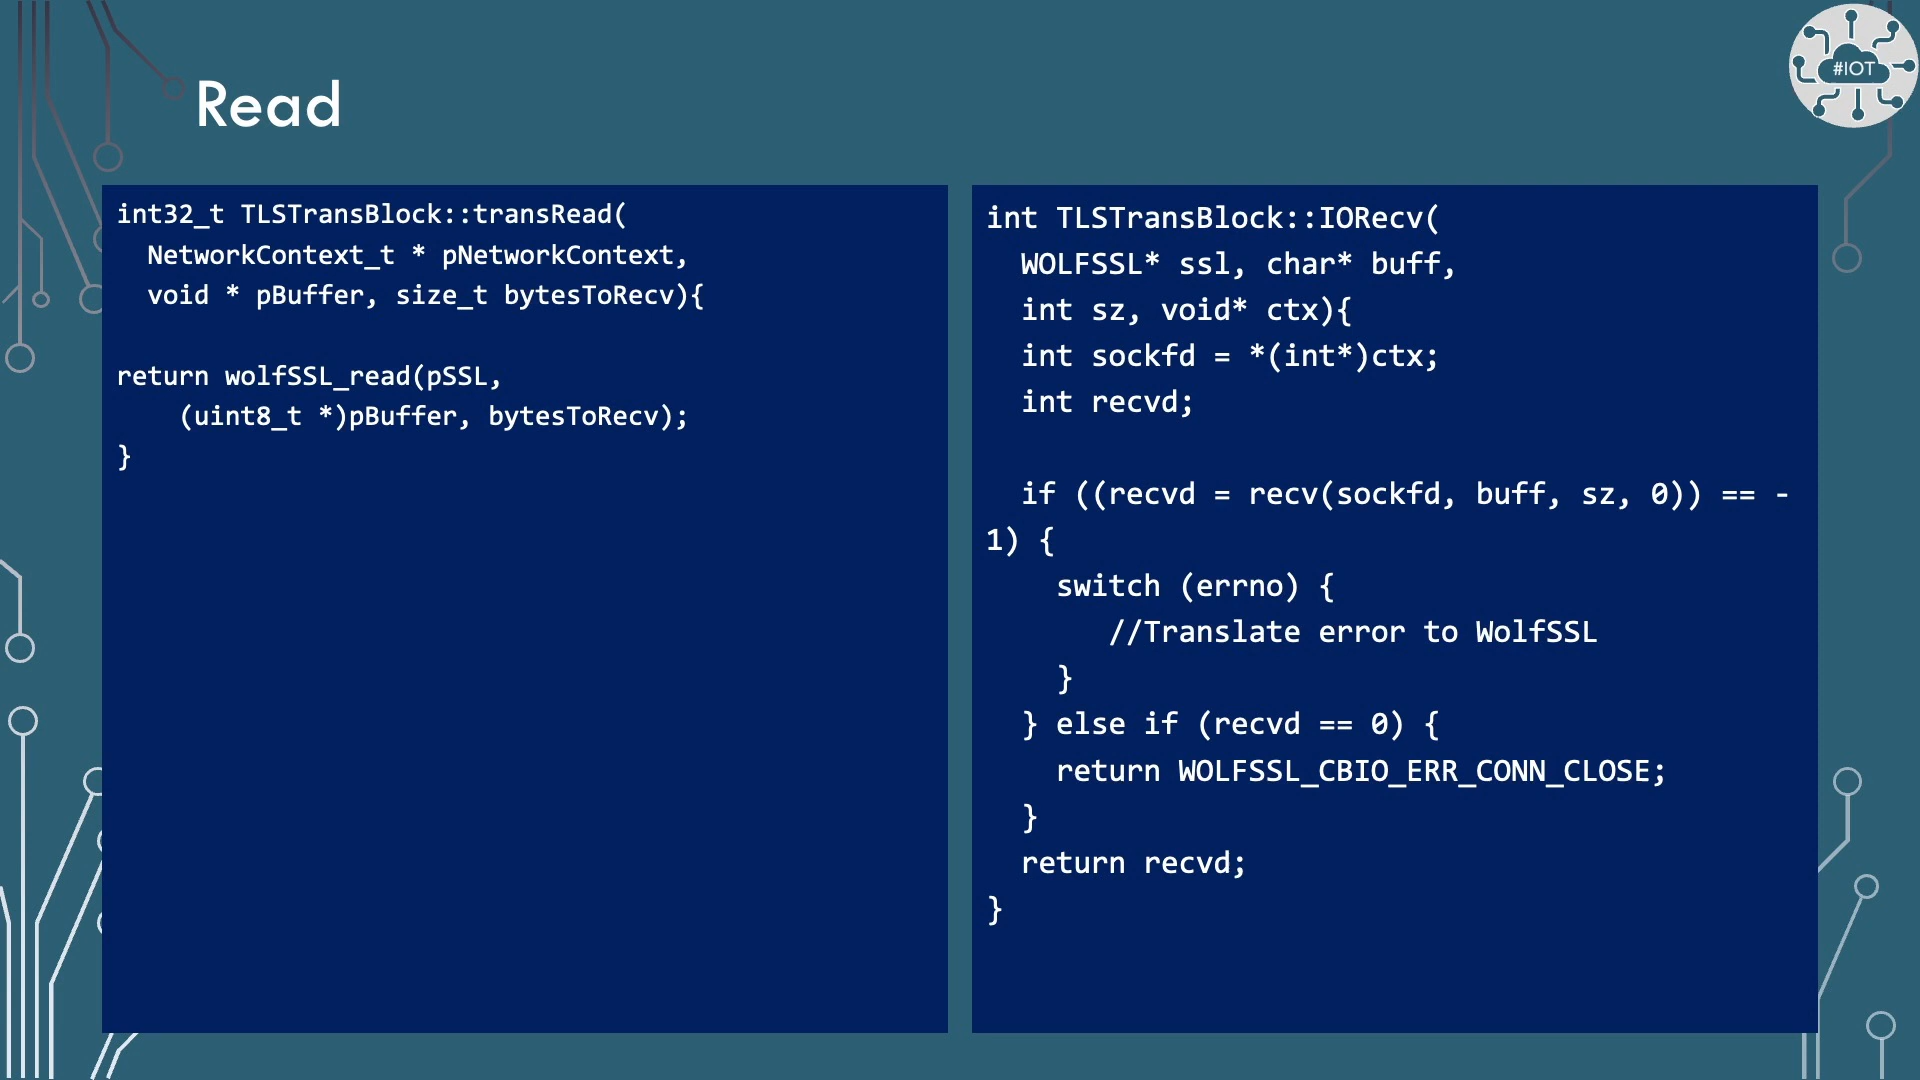 Read
#IOT
int32_t TLSTransBlock::transRead(
NetworkContext_t * pNetworkContext,
void * pBuffer, size_t bytesToRecv){
return wolfSSL_read(pSSL,
(uint8_t *)pBuffer, bytesToRecv);
}
int TLSTransBlock::IORecv(
WOLFSSL* ssl, char* buff,
int sz, void* ctx){
int sockfd = *(int*)ctx;
int recvd;
if ((recvd = recv(sockfd, buff, sz, 0)) == -
1) {
switch (errno) {
//Translate error to WolfSSL
}
} else if (recvd == 0) {
return WOLFSSL_CBIO_ERR_CONN_CLOSE;
}
return recvd;
}